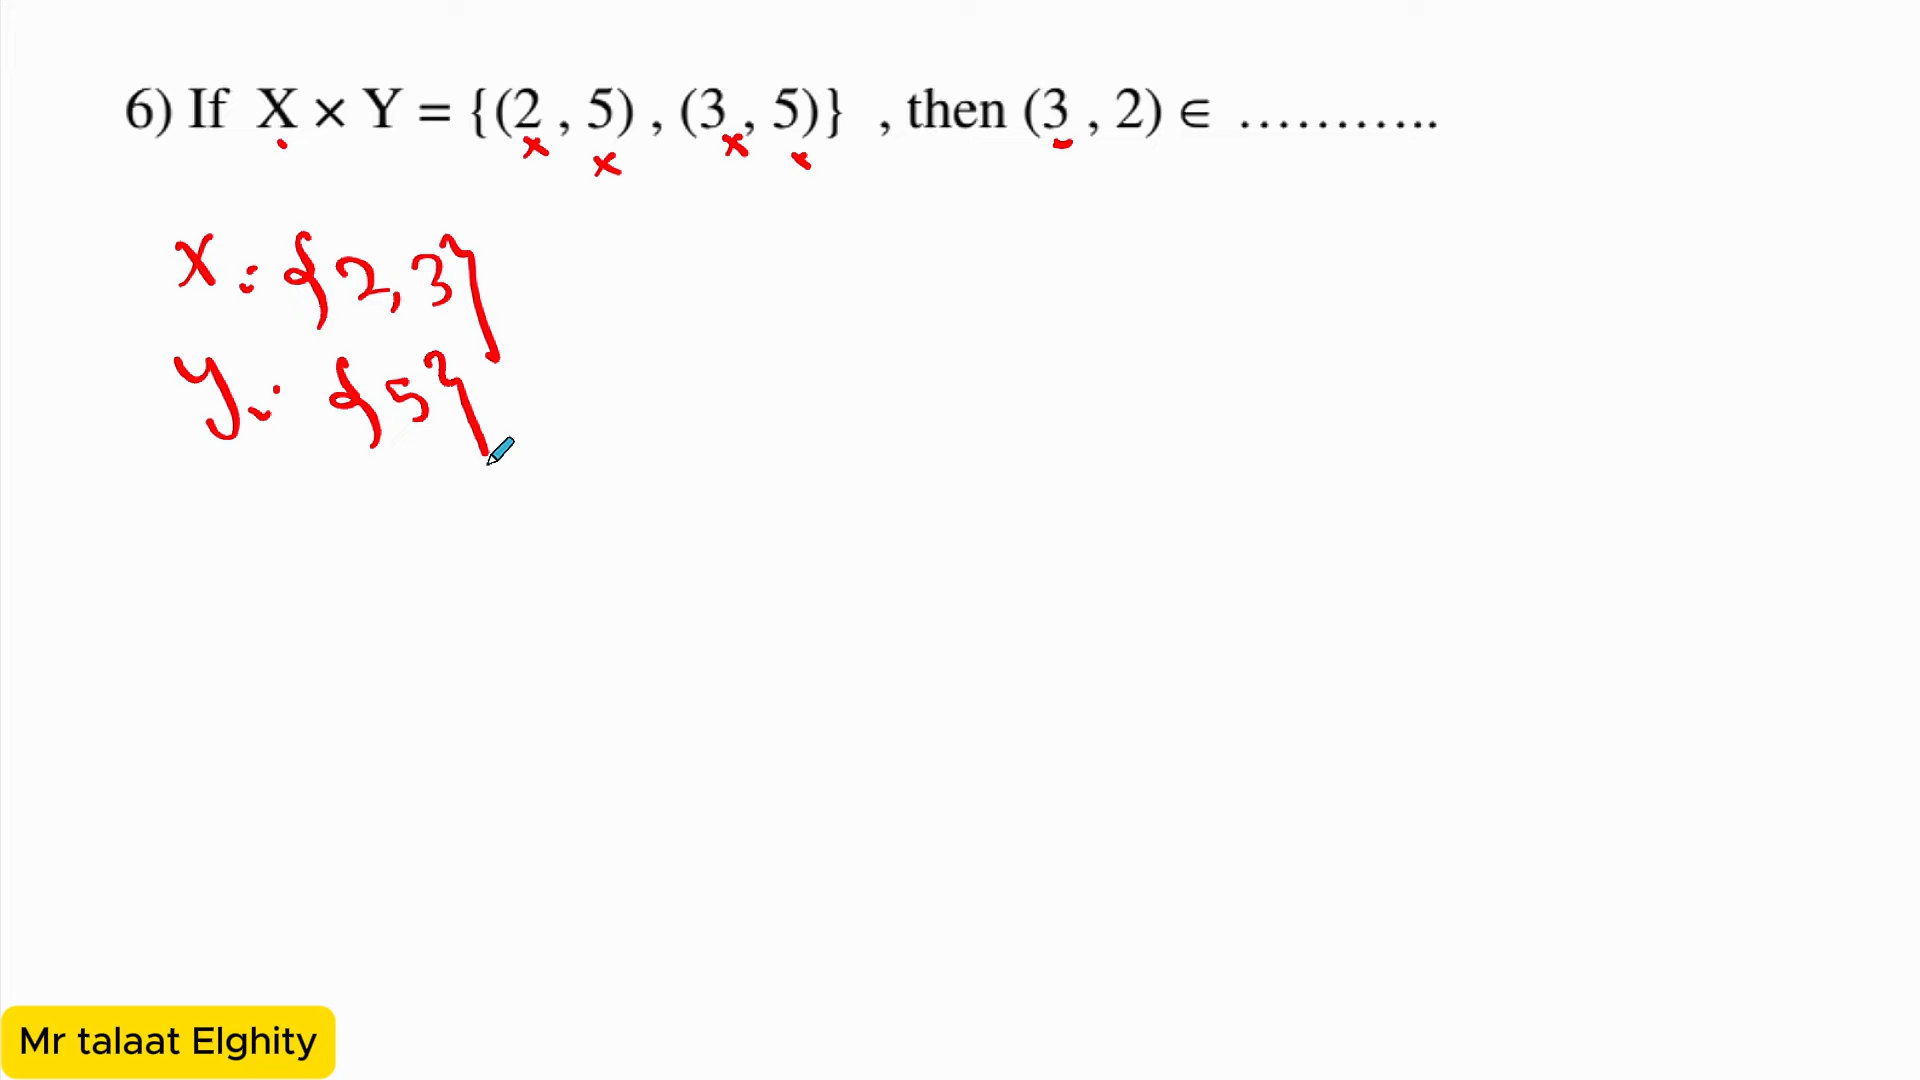 6) If X × Y = {(2 , 5) , (3 , 5)} , then (3 , 2) ∈ ………..
X = {2, 3}
Y = {5}
Mr talaat Elghity